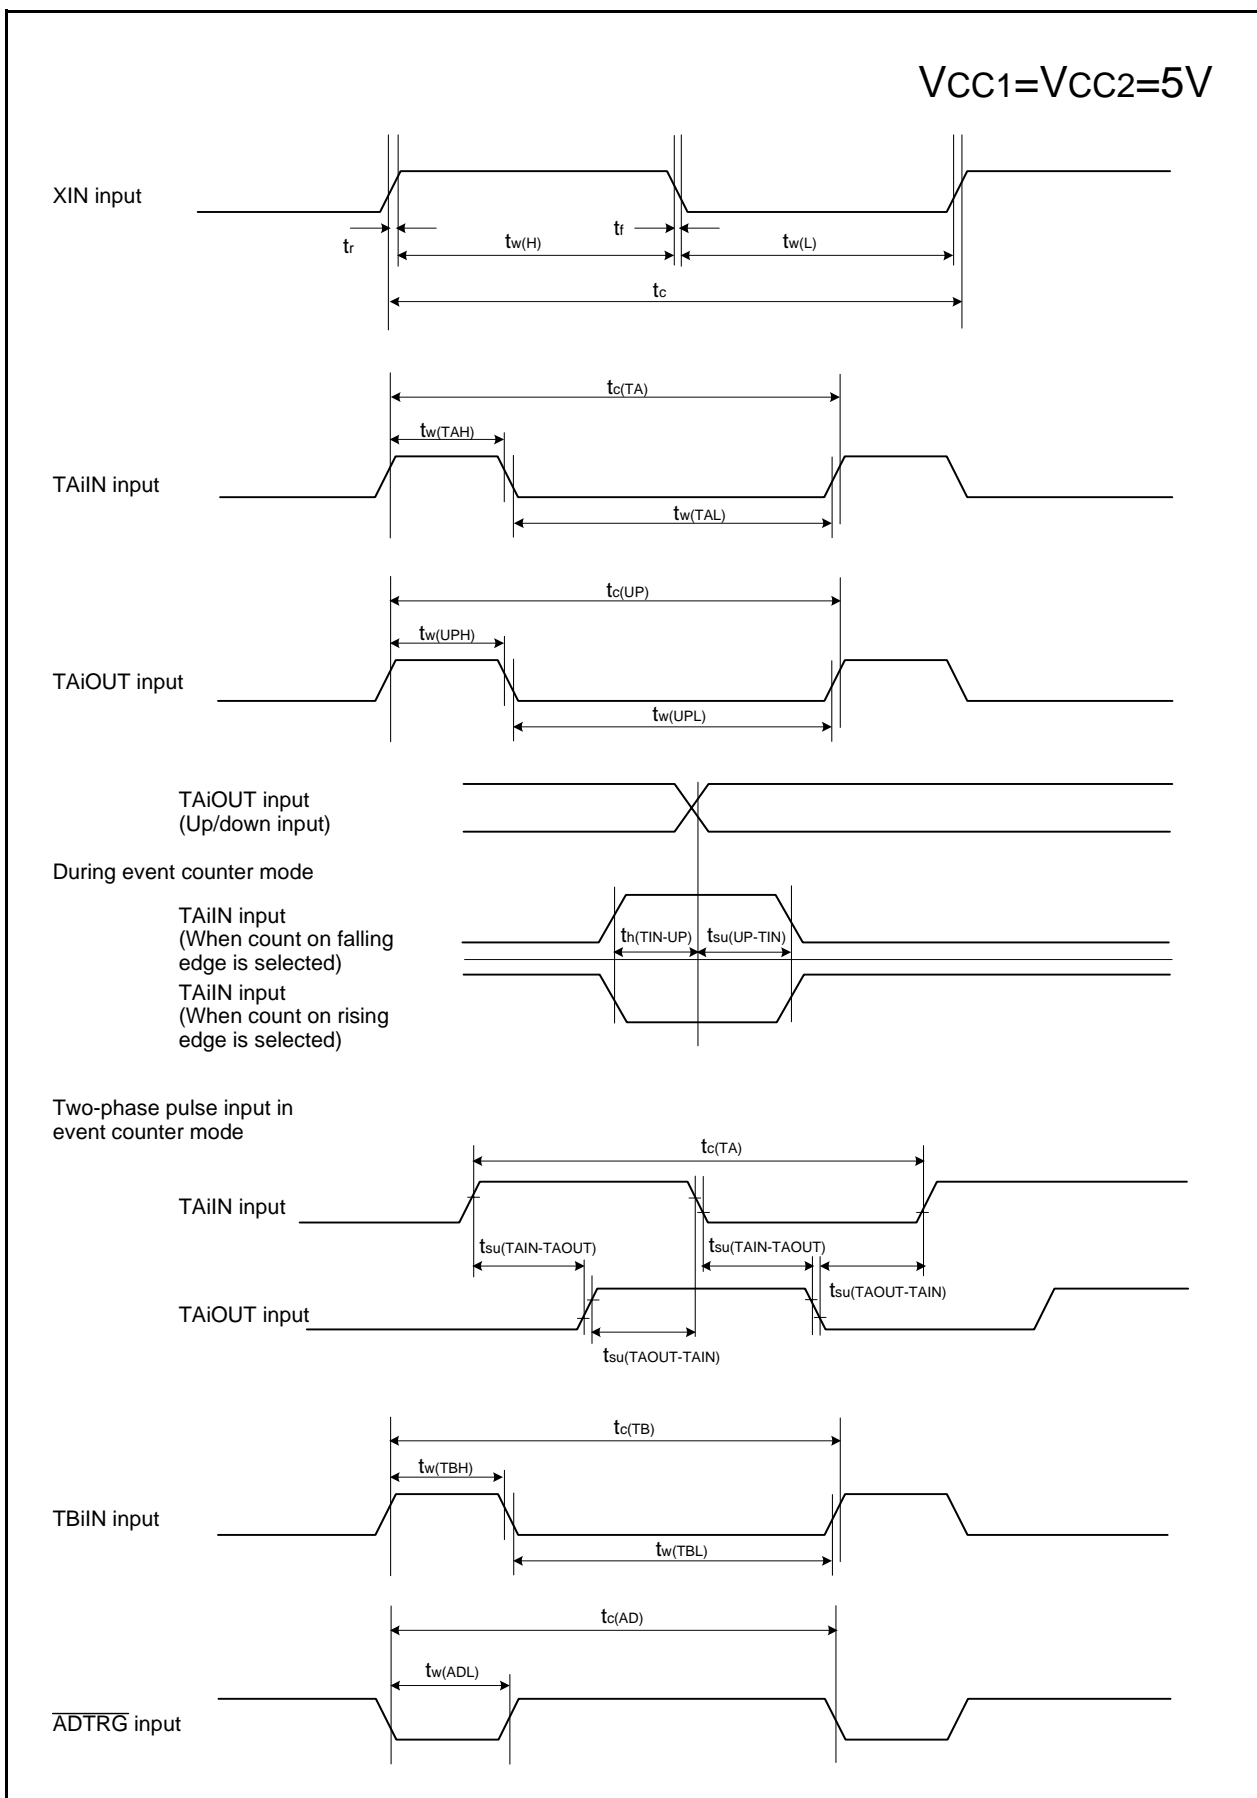 VCC1=VCC2=5V
XIN input
tr
tw(H)
tf
tw(L)
tc
tc(TA)
tw(TAH)
TAiIN input
tw(TAL)
tc(UP)
tw(UPH)
TAiOUT input
tw(UPL)
TAiOUT input
(Up/down input)
During event counter mode
TAiIN input
(When count on falling
edge is selected)
th(TIN-UP)
tsu(UP-TIN)
TAiIN input
(When count on rising
edge is selected)
Two-phase pulse input in
event counter mode
tc(TA)
TAiIN input
tsu(TAIN-TAOUT)
tsu(TAIN-TAOUT)
tsu(TAOUT-TAIN)
TAiOUT input
tsu(TAOUT-TAIN)
tc(TB)
tw(TBH)
TBiIN input
tw(TBL)
tc(AD)
tw(ADL)
ADTRG input